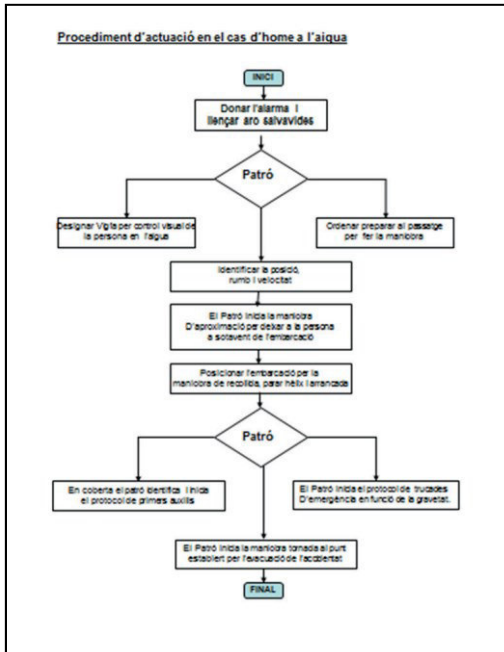 Procediment d'actuació en el cas d'home a l'aigua
INICI
Donar l'alarma i
llençar aro salvavides
Patró
Designar Vigía per control visual de
la persona en l'aigua
Ordenar preparar al passatge
per fer la maniobra
Identificar la posició,
rumb i velocitat
El Patró inicia la maniobra
D'aproximació per deixar a la persona
a sotavent de l'embarcació
Posicionar l'embarcació per la
maniobra de recollida, parar hèlix i arrancada
Patró
En coberta el patró identifica i inicia
el protocol de primers auxilis
El Patró inicia el protocol de trucades
D'emergència en funció de la gravetat.
El Patró inicia la maniobra tornada al punt
establert per l'evacuació de l'accidentat
FINAL